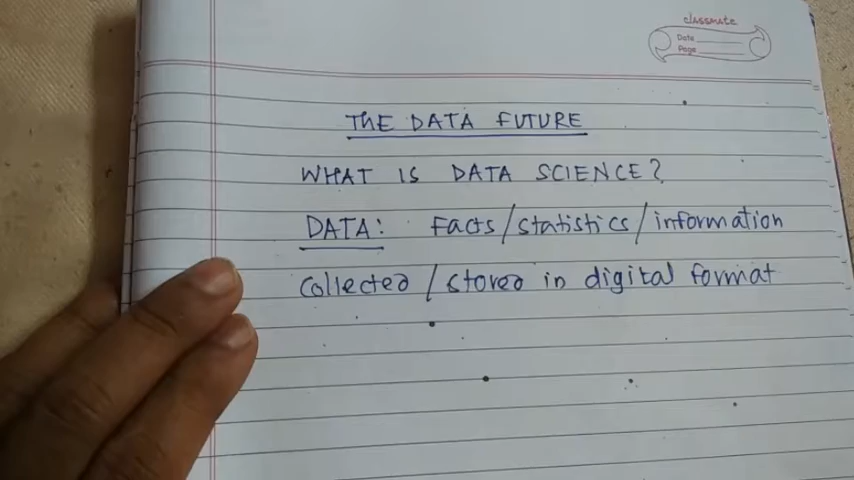 classmate
Date
Page
THE DATA FUTURE
WHAT IS DATA SCIENCE?
DATA: Facts/statistics/information
collected/stored in digital format